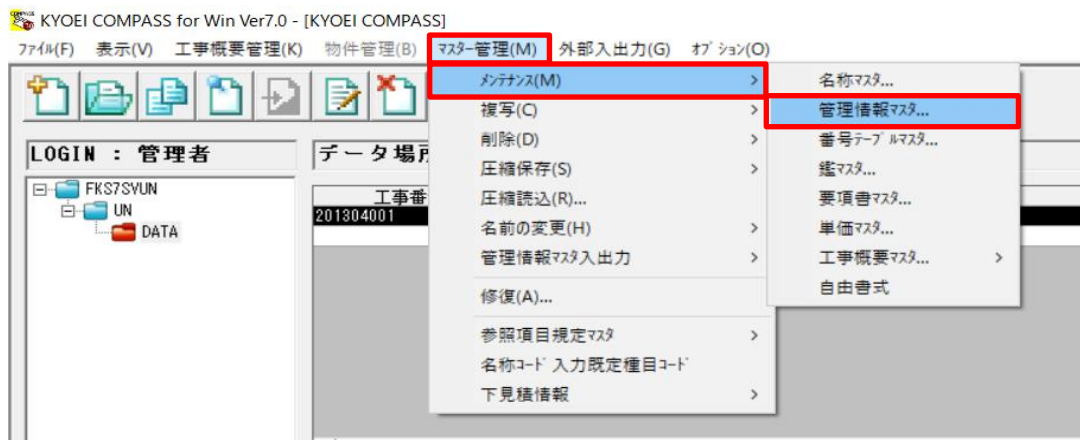 KYOEI COMPASS for Win Ver7.0 - [KYOEI COMPASS]
ﾌｧｲﾙ(F) 表示(V) 工事概要管理(K) 物件管理(B) ﾏｽﾀｰ管理(M) 外部入出力(G) ｵﾌﾟｼｮﾝ(O)
LOGIN : 管理者
データ場所
FKS7SVUN
UN
DATA
工事番
201304001
ﾒﾝﾃﾅﾝｽ(M)
複写(C)
削除(D)
圧縮保存(S)
圧縮読込(R)...
名前の変更(H)
管理情報ﾏｽﾀ入出力
修復(A)...
参照項目規定ﾏｽﾀ
名称ｺｰﾄﾞ入力既定種目ｺｰﾄﾞ
下見積情報
名称ﾏｽﾀ...
管理情報ﾏｽﾀ...
番号ﾃｰﾌﾞﾙﾏｽﾀ...
鑑ﾏｽﾀ...
要項書ﾏｽﾀ...
単価ﾏｽﾀ...
工事概要ﾏｽﾀ...
自由書式